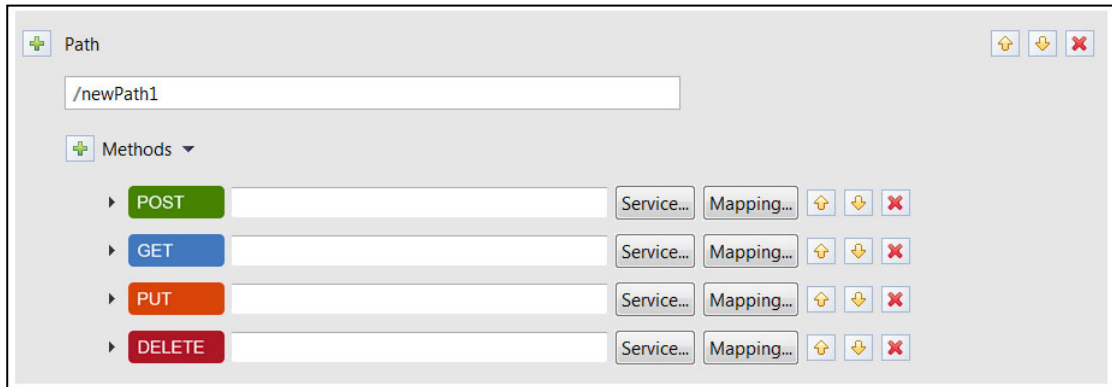 Path
/newPath1
Methods
POST Service... Mapping...
GET Service... Mapping...
PUT Service... Mapping...
DELETE Service... Mapping...